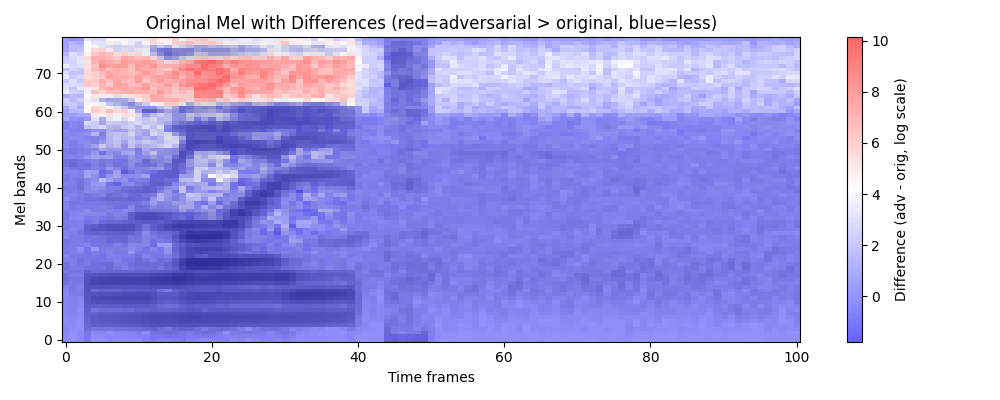 Original Mel with Differences (red=adversarial > original, blue=less)
Mel bands
70
60
50
40
30
20
10
0
0 20 40 60 80 100
Time frames
10
8
6
4
2
0
Difference (adv - orig, log scale)